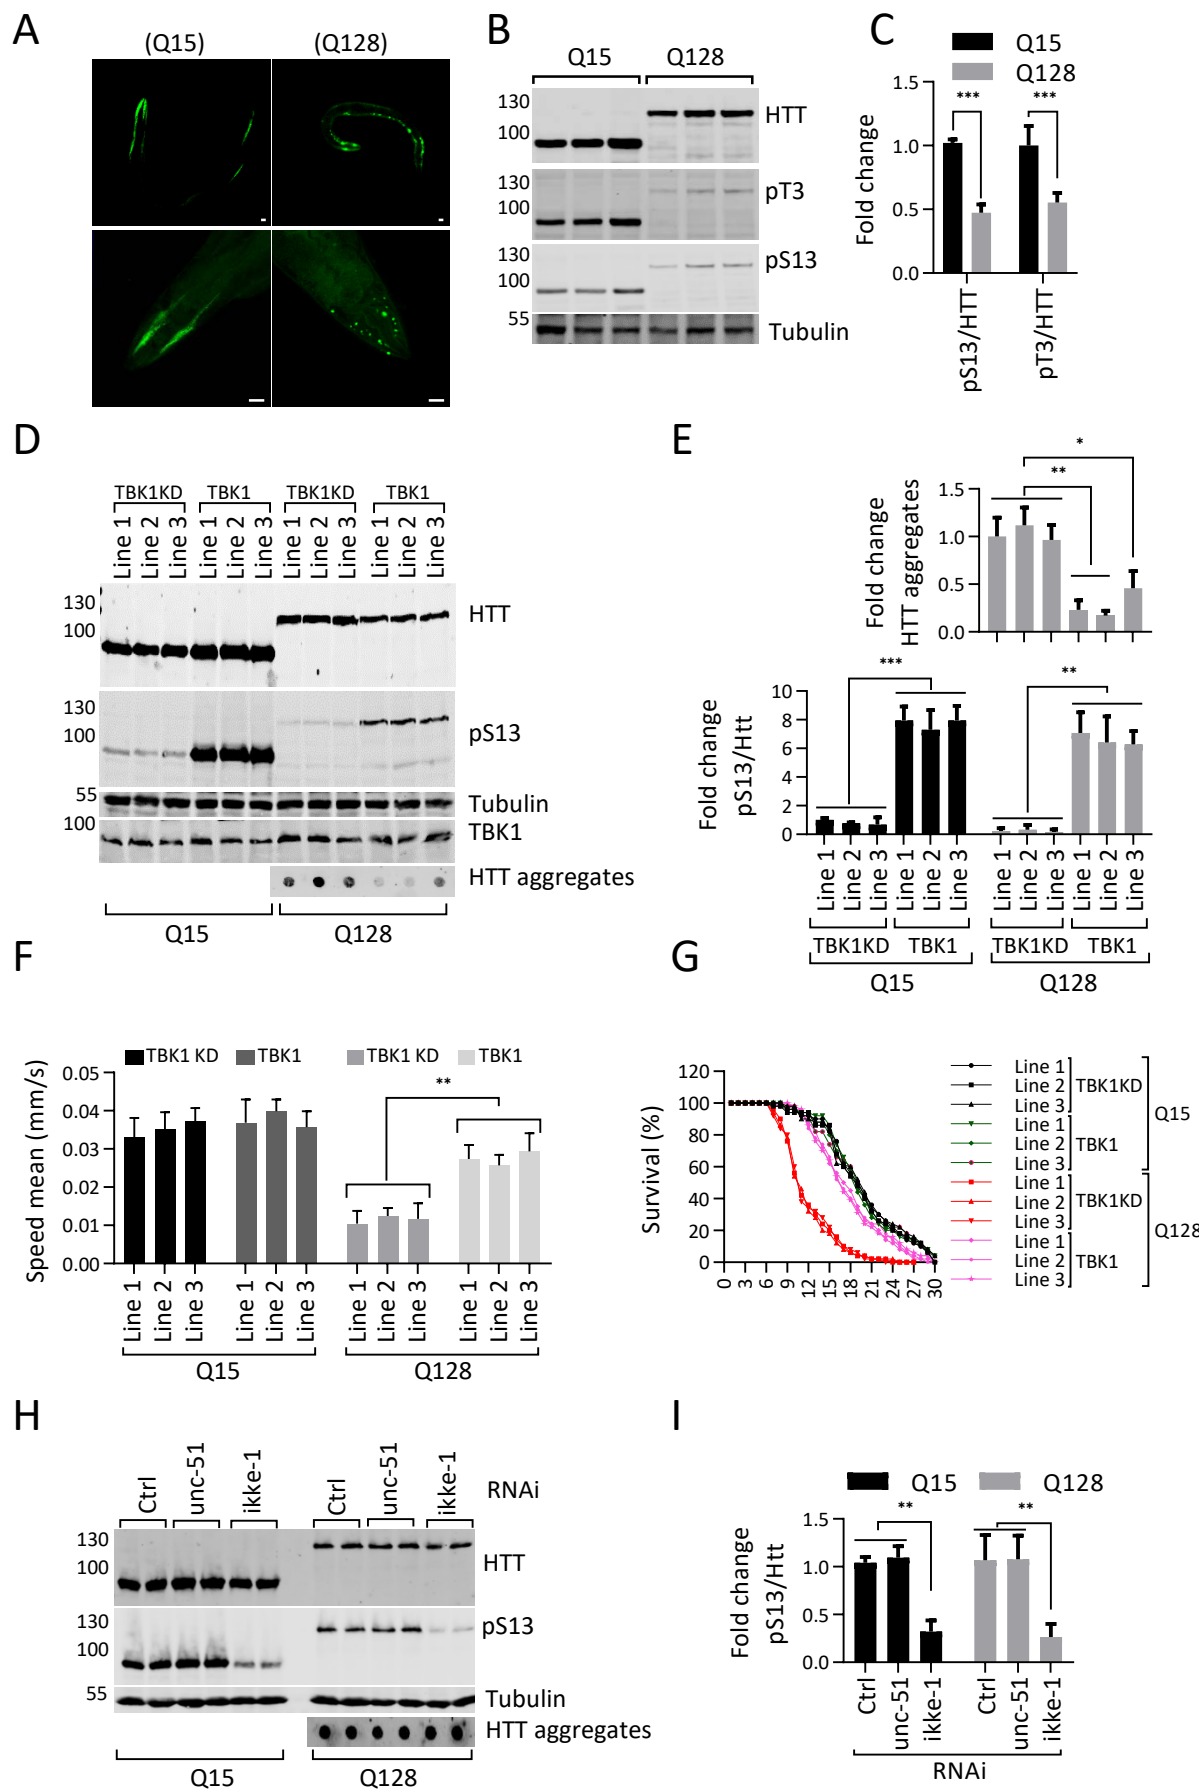 A
(Q15)
(Q128)
B
Q15
Q128
130
100
HTT
130
100
pT3
130
100
pS13
55
Tubulin
C
Q15
Q128
Fold change
1.5
1.0
0.5
0.0
***
***
pS13/HTT
pT3/HTT
D
TBK1KD
TBK1
TBK1KD
TBK1
Line 1
Line 2
Line 3
Line 1
Line 2
Line 3
Line 1
Line 2
Line 3
Line 1
Line 2
Line 3
130
100
HTT
130
100
pS13
55
Tubulin
100
TBK1
HTT aggregates
Q15
Q128
E
Fold change
HTT aggregates
1.5
1.0
0.5
0.0
*
**
Fold change
pS13/Htt
10
8
6
4
2
0
***
**
Line 1
Line 2
Line 3
Line 1
Line 2
Line 3
Line 1
Line 2
Line 3
Line 1
Line 2
Line 3
TBK1KD
TBK1
TBK1KD
TBK1
Q15
Q128
F
TBK1 KD
TBK1
TBK1 KD
TBK1
Speed mean (mm/s)
0.05
0.04
0.03
0.02
0.01
0.00
**
Line 1
Line 2
Line 3
Line 1
Line 2
Line 3
Line 1
Line 2
Line 3
Line 1
Line 2
Line 3
Q15
Q128
G
Survival (%)
120
100
80
60
40
20
0
0
3
6
9
12
15
18
21
24
27
30
Line 1
Line 2
Line 3
TBK1KD
Line 1
Line 2
Line 3
TBK1
Q15
Line 1
Line 2
Line 3
TBK1KD
Line 1
Line 2
Line 3
TBK1
Q128
H
Ctrl
unc-51
ikke-1
Ctrl
unc-51
ikke-1
RNAi
130
100
HTT
130
100
pS13
55
Tubulin
HTT aggregates
Q15
Q128
I
Q15
Q128
Fold change
pS13/Htt
1.5
1.0
0.5
0.0
**
**
Ctrl
unc-51
ikke-1
Ctrl
unc-51
ikke-1
RNAi